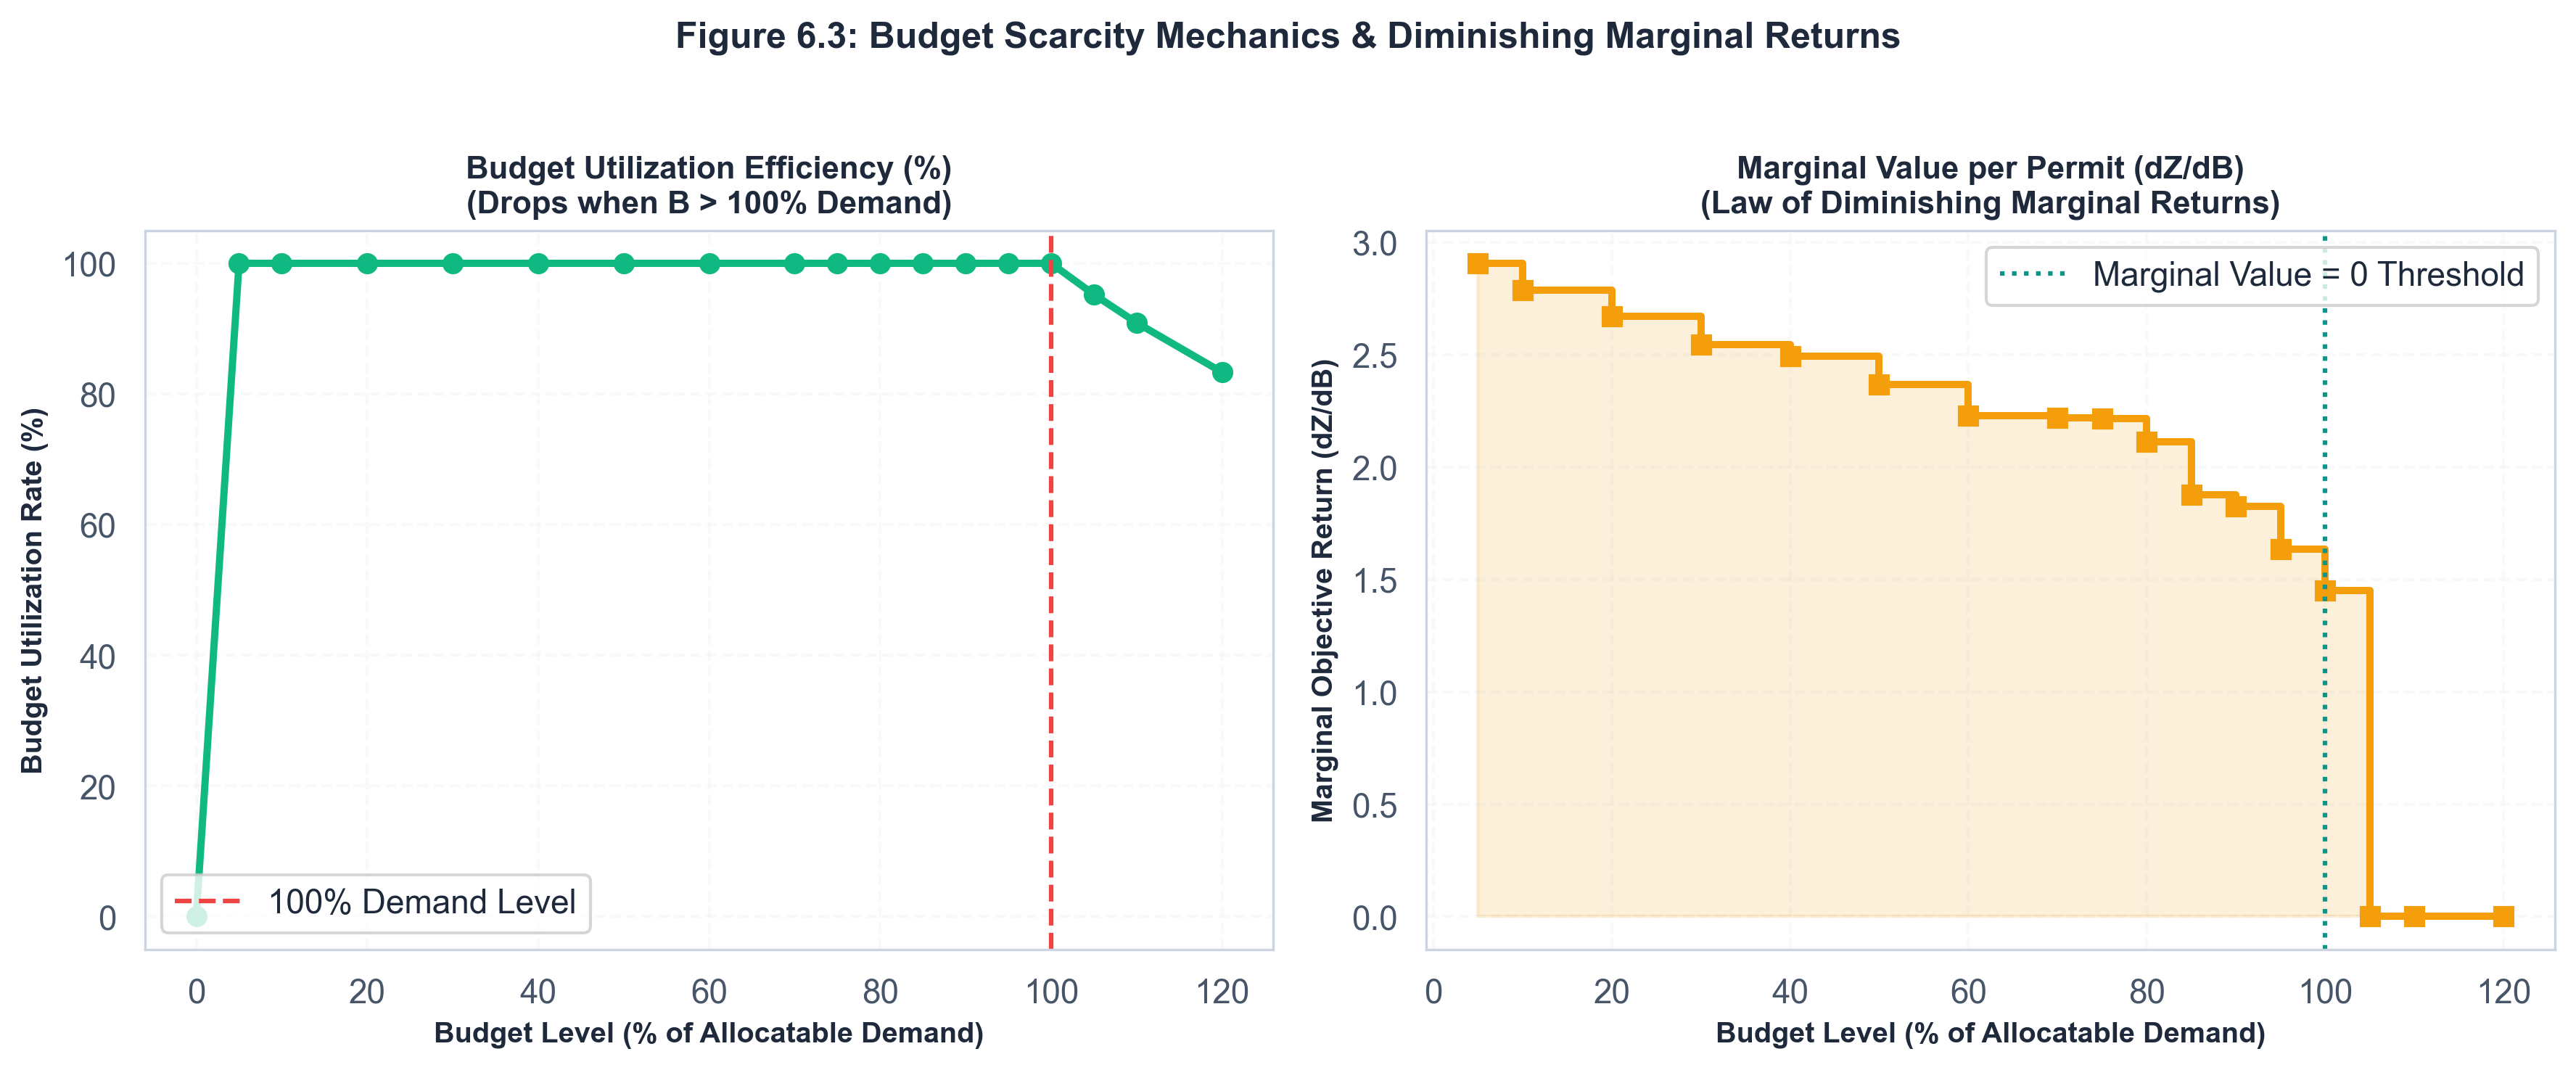 Figure 6.3: Budget Scarcity Mechanics & Diminishing Marginal Returns
Budget Utilization Efficiency (%)
(Drops when B > 100% Demand)
Budget Utilization Rate (%)
100
80
60
40
20
0
100% Demand Level
0 20 40 60 80 100 120
Budget Level (% of Allocatable Demand)
Marginal Value per Permit (dZ/dB)
(Law of Diminishing Marginal Returns)
Marginal Objective Return (dZ/dB)
3.0
2.5
2.0
1.5
1.0
0.5
0.0
Marginal Value = 0 Threshold
0 20 40 60 80 100 120
Budget Level (% of Allocatable Demand)